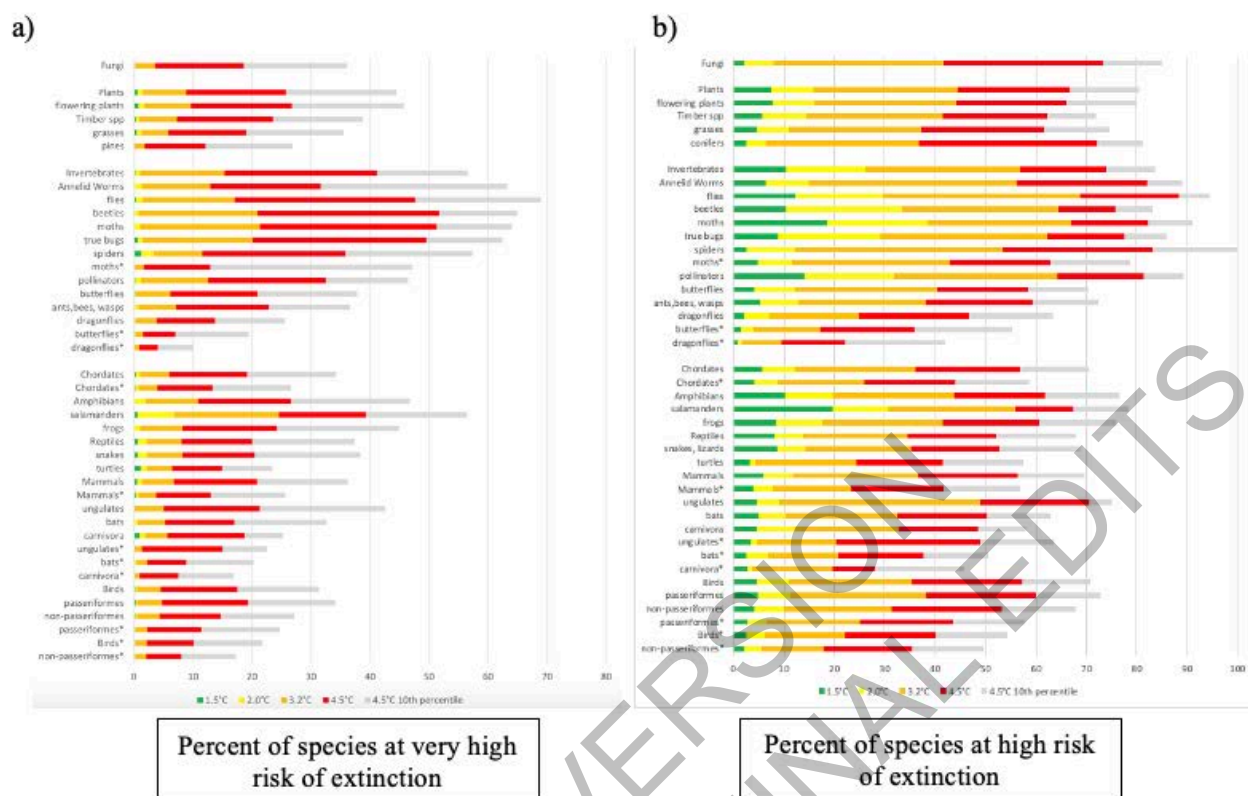 a)
Fungi
Plants
flowering plants
Timber spp
grasses
pines
Invertebrates
Annelid Worms
flies
beetles
moths
true bugs
spiders
moths*
pollinators
butterflies
ants,bees, wasps
dragonflies
butterflies*
dragonflies*
Chordates
Chordates*
Amphibians
salamanders
frogs
Reptiles
snakes
turtles
Mammals
Mammals*
ungulates
bats
carnivora
ungulates*
bats*
carnivora*
Birds
passeriformes
non-passeriformes
passeriformes*
Birds*
non-passeriformes*
0 10 20 30 40 50 60 70 80
1.5°C 2.0°C 3.2°C 4.5°C 4.5°C 10th percentile
Percent of species at very high
risk of extinction
b)
Fungi
Plants
flowering plants
Timber spp
grasses
conifers
Invertebrates
Annelid Worms
flies
beetles
moths
true bugs
spiders
moths*
pollinators
butterflies
ants,bees, wasps
dragonflies
butterflies*
dragonflies*
Chordates
Chordates*
Amphibians
salamanders
frogs
Reptiles
snakes, lizards
turtles
Mammals
Mammals*
ungulates
bats
carnivora
ungulates*
bats*
carnivora*
Birds
passeriformes
non-passeriformes
passeriformes*
Birds*
non-passeriformes*
0 10 20 30 40 50 60 70 80 90 100
1.5°C 2.0°C 3.2°C 4.5°C 4.5°C 10th percentile
Percent of species at high risk
of extinction
VERSION
FINAL EDITS